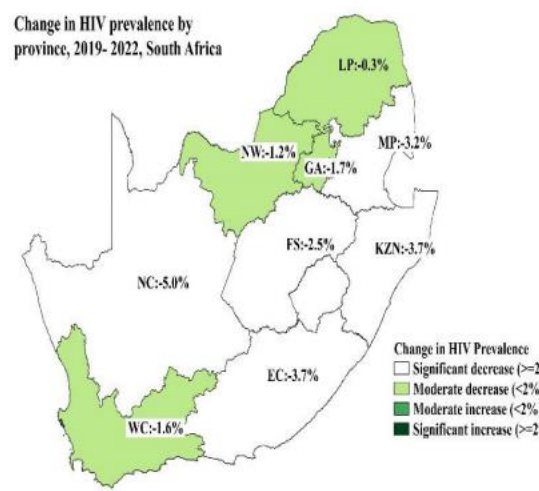 Change in HIV prevalence by
province, 2019- 2022, South Africa
LP:-0.3%
NW:-1.2%
MP:-3.2%
GA:-1.7%
FS:-2.5%
KZN:-3.7%
NC:-5.0%
EC:-3.7%
WC:-1.6%
Change in HIV Prevalence
Significant decrease (>=2
Moderate decrease (<2%
Moderate increase (<2%
Significant increase (>=2